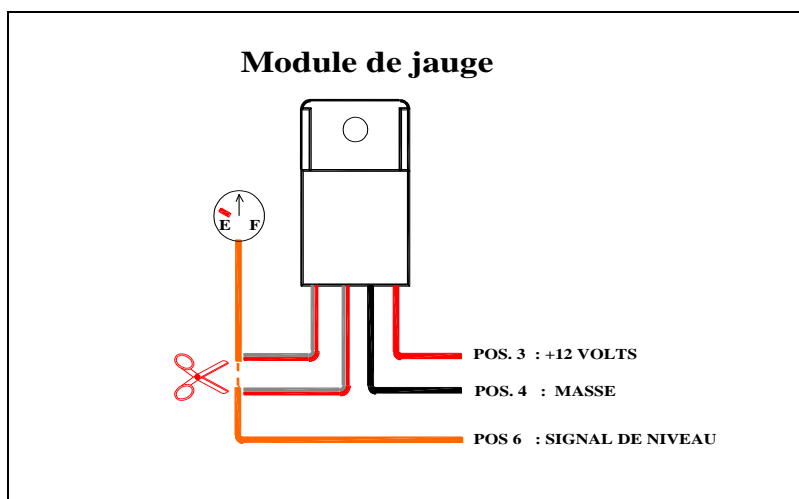 Module de jauge
E F
POS. 3 : +12 VOLTS
POS. 4 : MASSE
POS 6 : SIGNAL DE NIVEAU